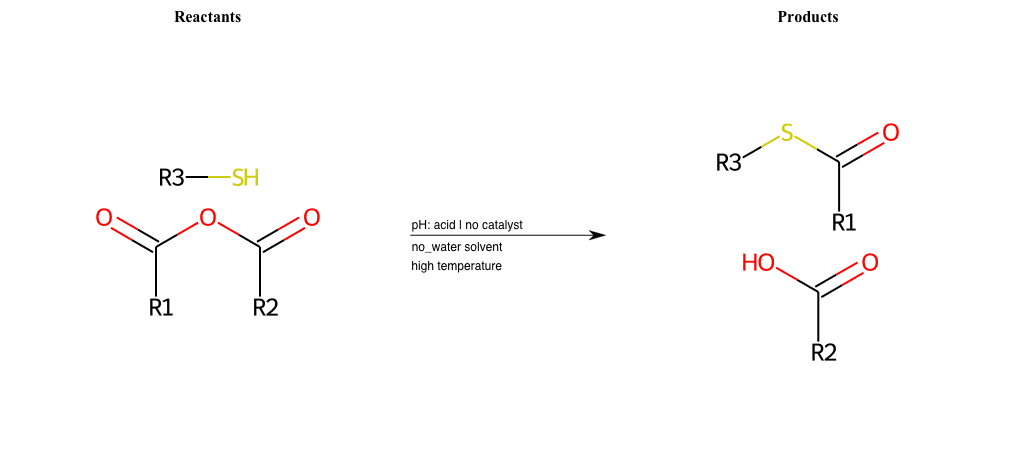 Reactants
Products
R3 SH
O O O
R1 R2
pH: acid | no catalyst
no_water solvent
high temperature
S O
R3
R1
HO O
R2